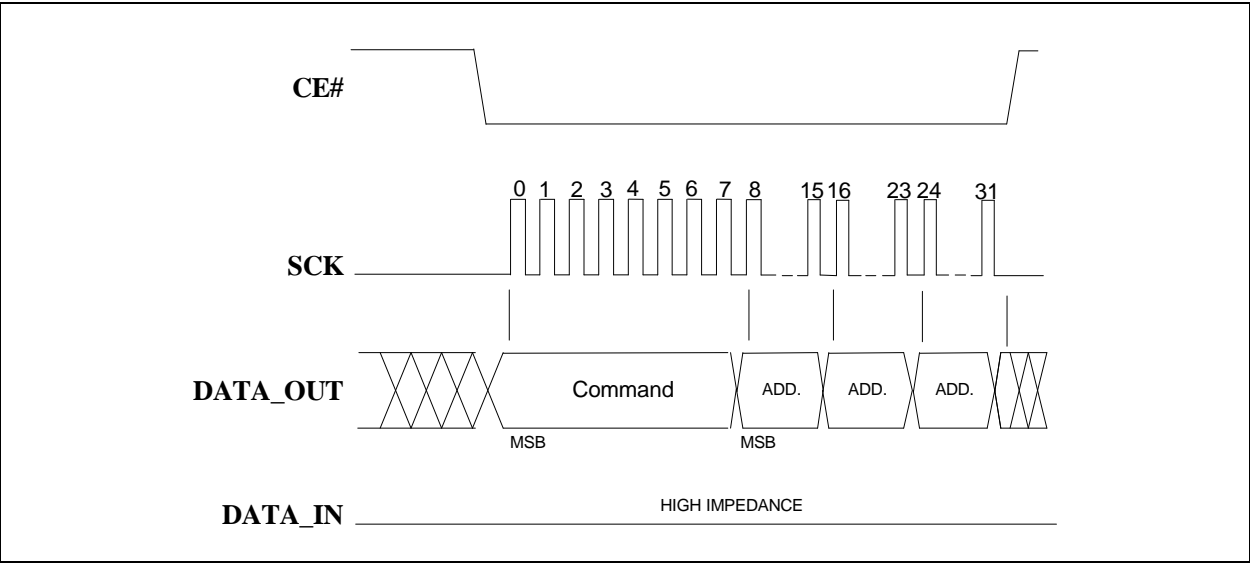 CE#
0 1 2 3 4 5 6 7 8 15 16 23 24 31
SCK
DATA_OUT Command ADD. ADD. ADD.
MSB MSB
HIGH IMPEDANCE
DATA_IN